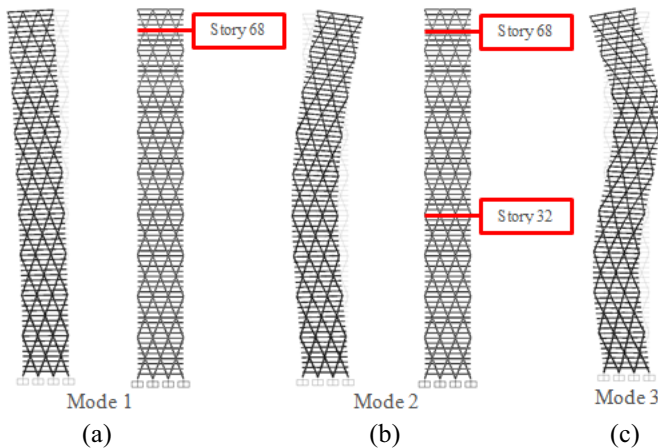 Story 68
Story 68
Story 32
Mode 1
Mode 2
Mode 3
(a)
(b)
(c)